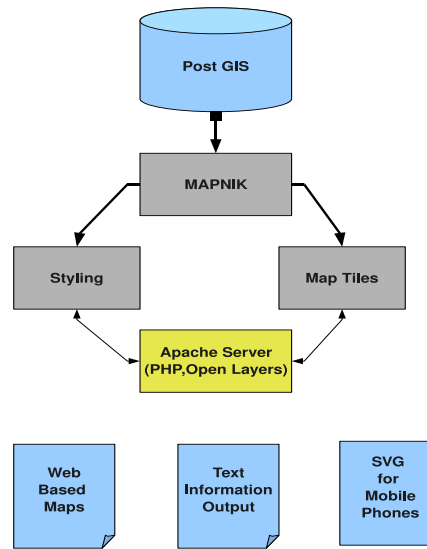 Post GIS
MAPNIK
Styling
Map Tiles
Apache Server
(PHP,Open Layers)
Web
Based
Maps
Text
Information
Output
SVG
for
Mobile
Phones